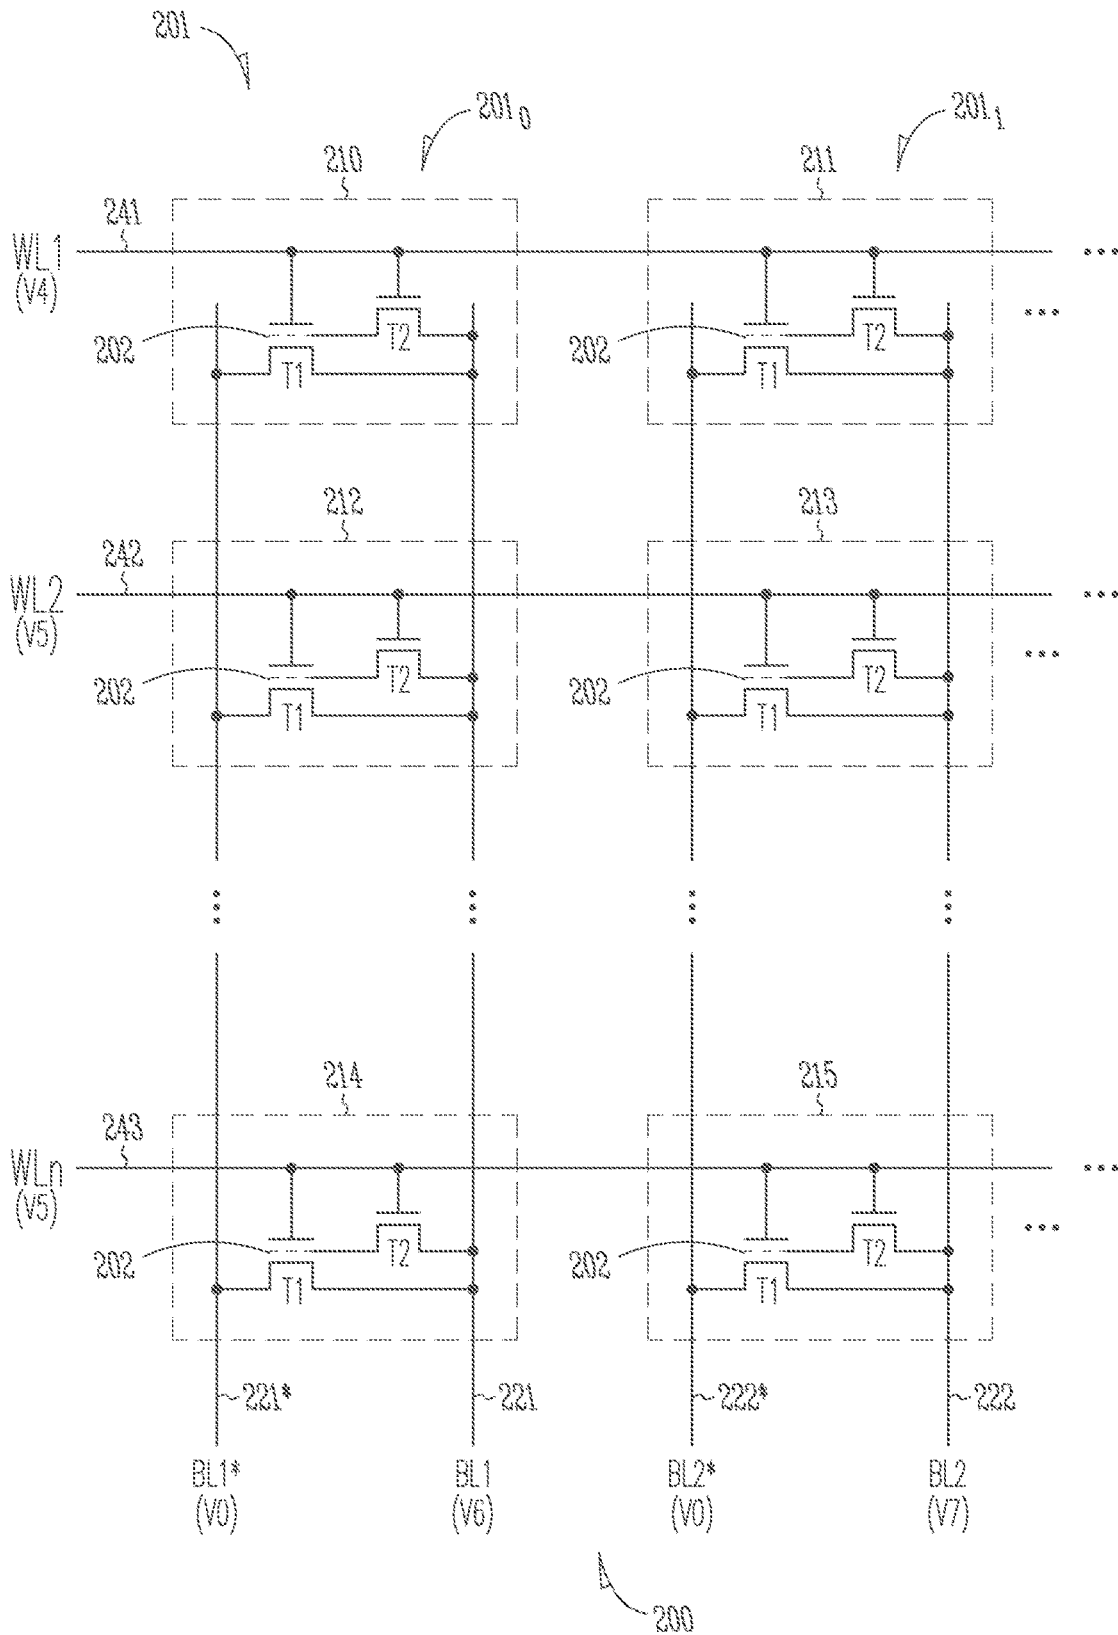 201
201₀ 201₁
210 211
241
WL1
(V4)
202 T1 T2 202 T1 T2
212 213
242
WL2
(V5)
202 T1 T2 202 T1 T2
214 215
243
WLn
(V5)
202 T1 T2 202 T1 T2
221* 221 222* 222
BL1* BL1 BL2* BL2
(V0) (V6) (V0) (V7)
200